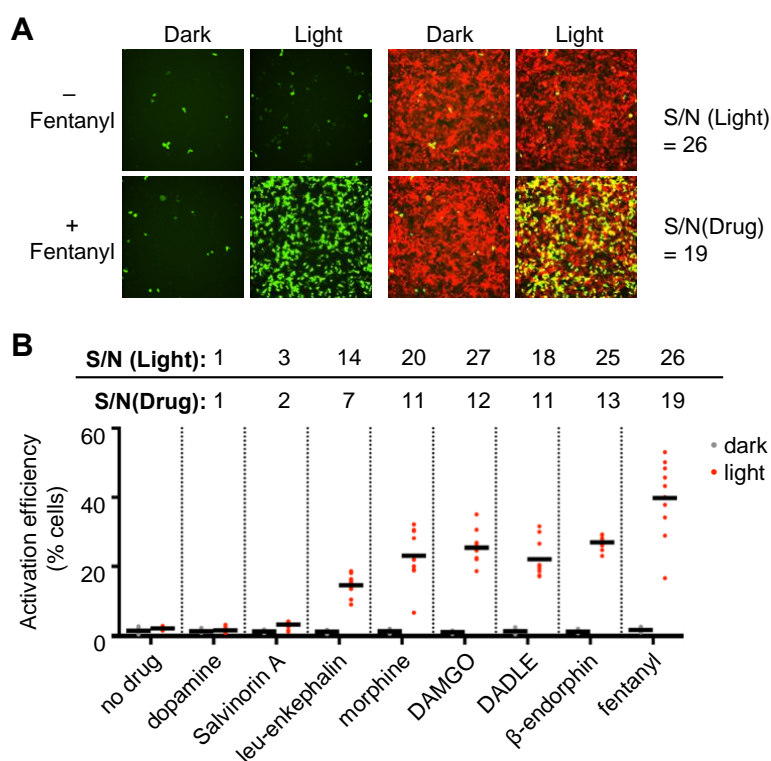 A
Dark Light Dark Light
–
Fentanyl
S/N (Light)
= 26
+
Fentanyl
S/N(Drug)
= 19
B
S/N (Light): 1 3 14 20 27 18 25 26
S/N(Drug): 1 2 7 11 12 11 13 19
Activation efficiency
(% cells)
60
40
20
0
dark
light
no drug
dopamine
Salvinorin A
leu-enkephalin
morphine
DAMGO
DADLE
β-endorphin
fentanyl